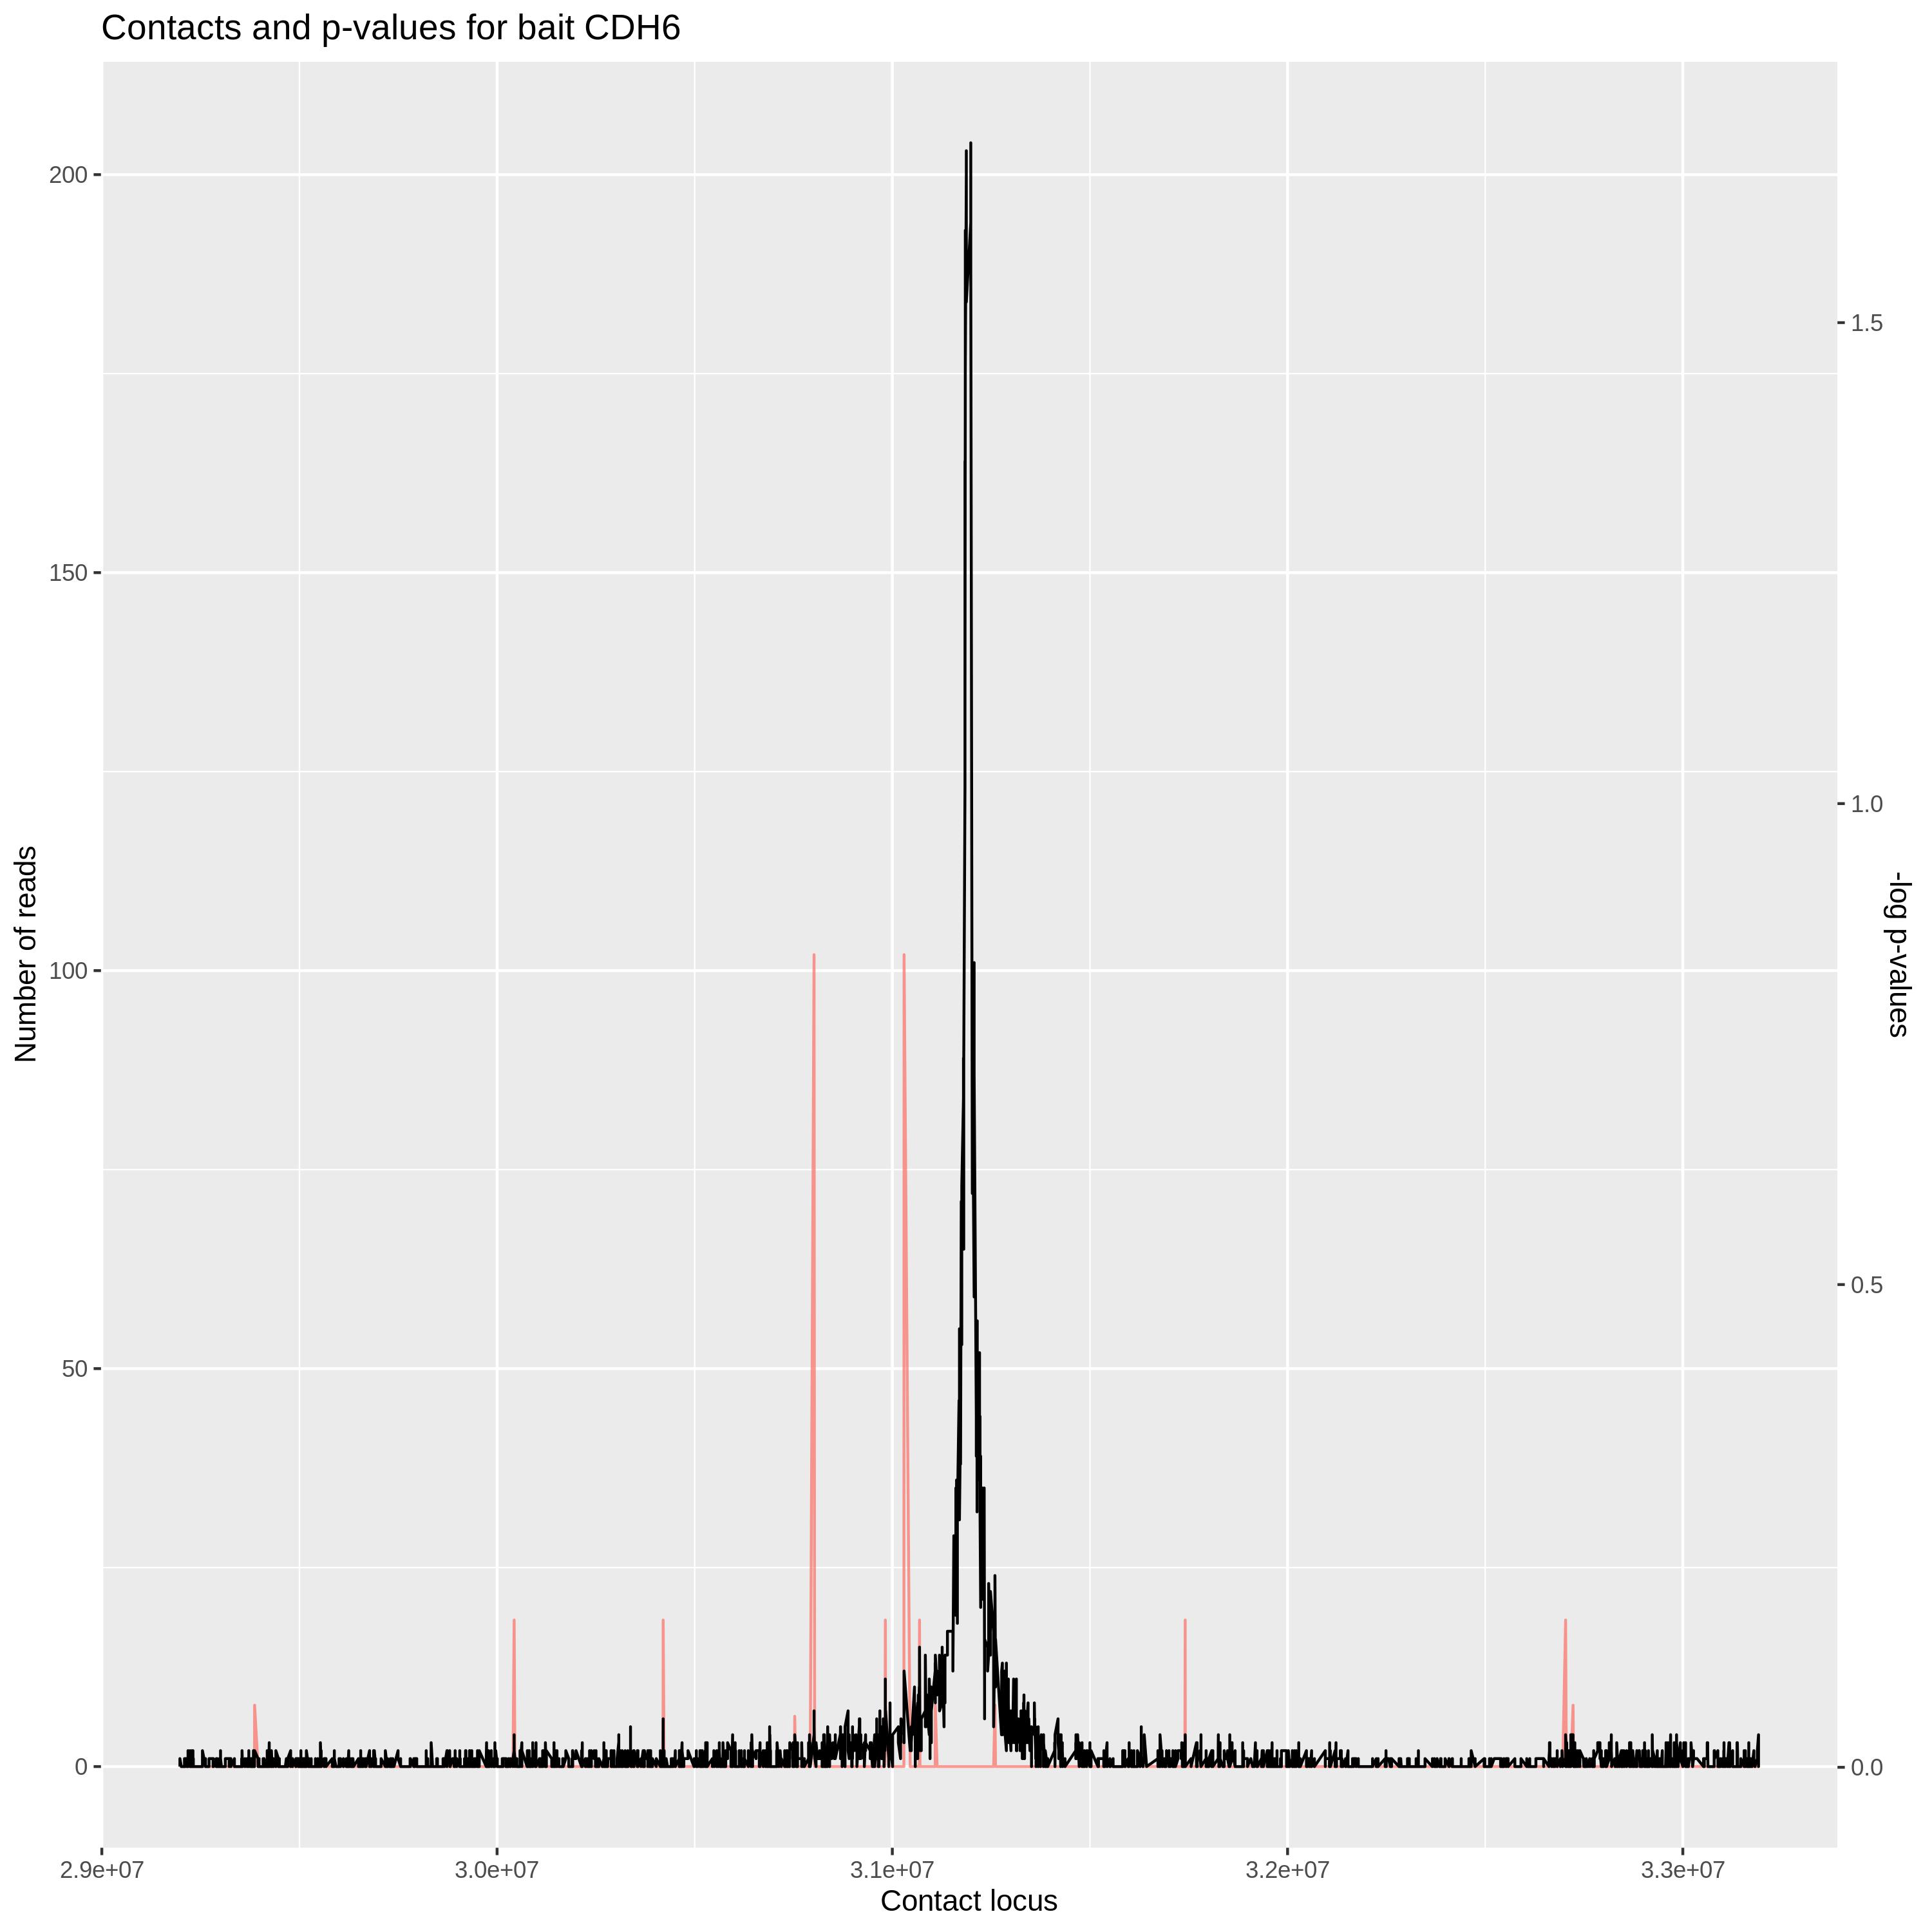 Contacts and p-values for bait CDH6
Number of reads
200
150
100
50
0
1.5
1.0
0.5
0.0
-log p-values
2.9e+07
3.0e+07
3.1e+07
3.2e+07
3.3e+07
Contact locus